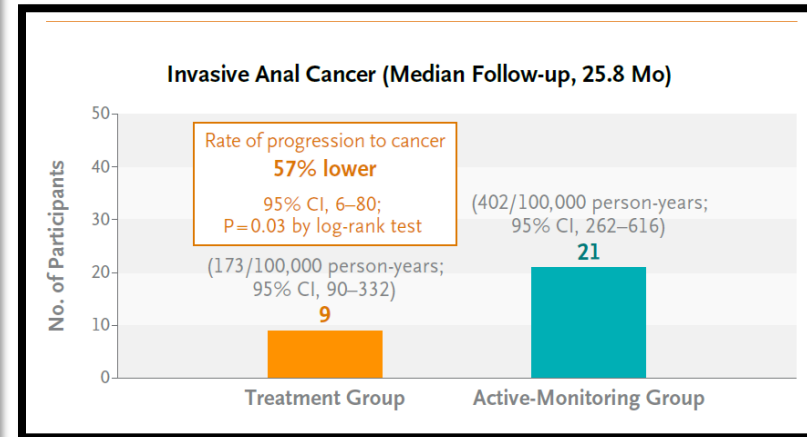 Invasive Anal Cancer (Median Follow-up, 25.8 Mo)
No. of Participants
50
40
30
20
10
0
Rate of progression to cancer
57% lower
95% CI, 6–80;
P=0.03 by log-rank test
(173/100,000 person-years;
95% CI, 90–332)
9
(402/100,000 person-years;
95% CI, 262–616)
21
Treatment Group
Active-Monitoring Group